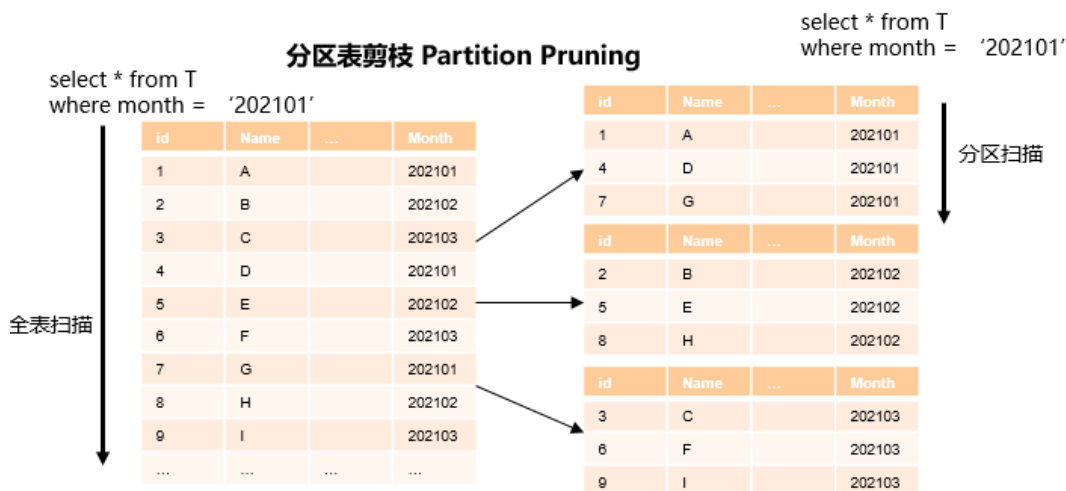 分区表剪枝 Partition Pruning
select * from T
where month = ‘202101’
全表扫描
id Name ... Month
1 A 202101
2 B 202102
3 C 202103
4 D 202101
5 E 202102
6 F 202103
7 G 202101
8 H 202102
9 I 202103
... ... ... ...
select * from T
where month = ‘202101’
分区扫描
id Name ... Month
1 A 202101
4 D 202101
7 G 202101
id Name ... Month
2 B 202102
5 E 202102
8 H 202102
id Name ... Month
3 C 202103
6 F 202103
9 I 202103